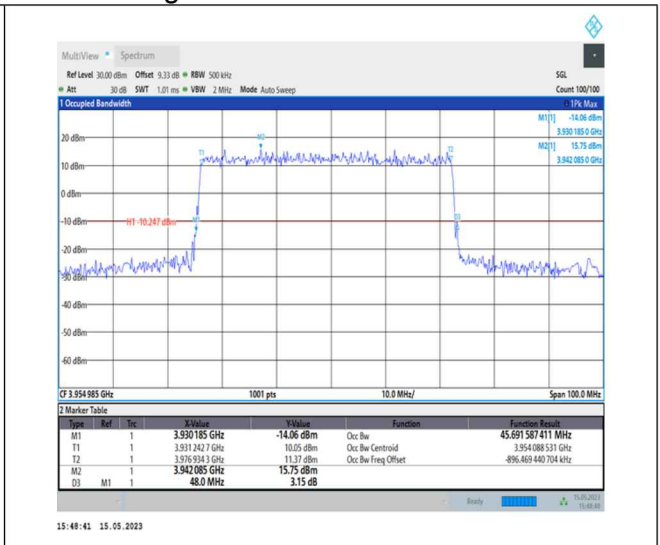 MultiView Spectrum
Ref Level 30.00 dBm Offset 9.33 dB RBW 500 kHz SGL
Att 30 dB SWT 1.01 ms VBW 2 MHz Mode Auto Sweep Count 100/100
1 Occupied Bandwidth 1Pk Max
M1[1] -14.06 dBm
3.930 185 0 GHz
M2[1] 15.75 dBm
3.942 085 0 GHz
20 dBm
M2
T1 T2
10 dBm
0 dBm
-10 dBm H1 -10.247 dBm M1 D3
-20 dBm
-30 dBm
-40 dBm
-50 dBm
-60 dBm
CF 3.954 985 GHz 1001 pts 10.0 MHz/ Span 100.0 MHz
2 Marker Table
Type Ref Trc X-Value Y-Value Function Function Result
M1 1 3.930 185 GHz -14.06 dBm Occ Bw 45.691 587 411 MHz
T1 1 3.931 242 7 GHz 10.05 dBm Occ Bw Centroid 3.954 088 531 GHz
T2 1 3.976 934 3 GHz 11.37 dBm Occ Bw Freq Offset -896.469 440 704 kHz
M2 1 3.942 085 GHz 15.75 dBm
D3 M1 1 48.0 MHz 3.15 dB
Ready 15.05.2023
15:48:41 15.05.2023